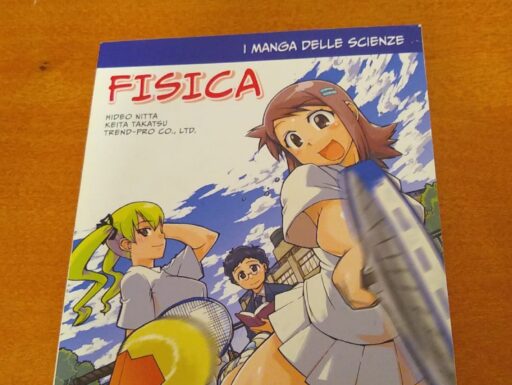 I MANGA DELLE SCIENZE
FISICA
HIDEO NITTA
KEITA TAKATSU
TREND-PRO CO., LTD.